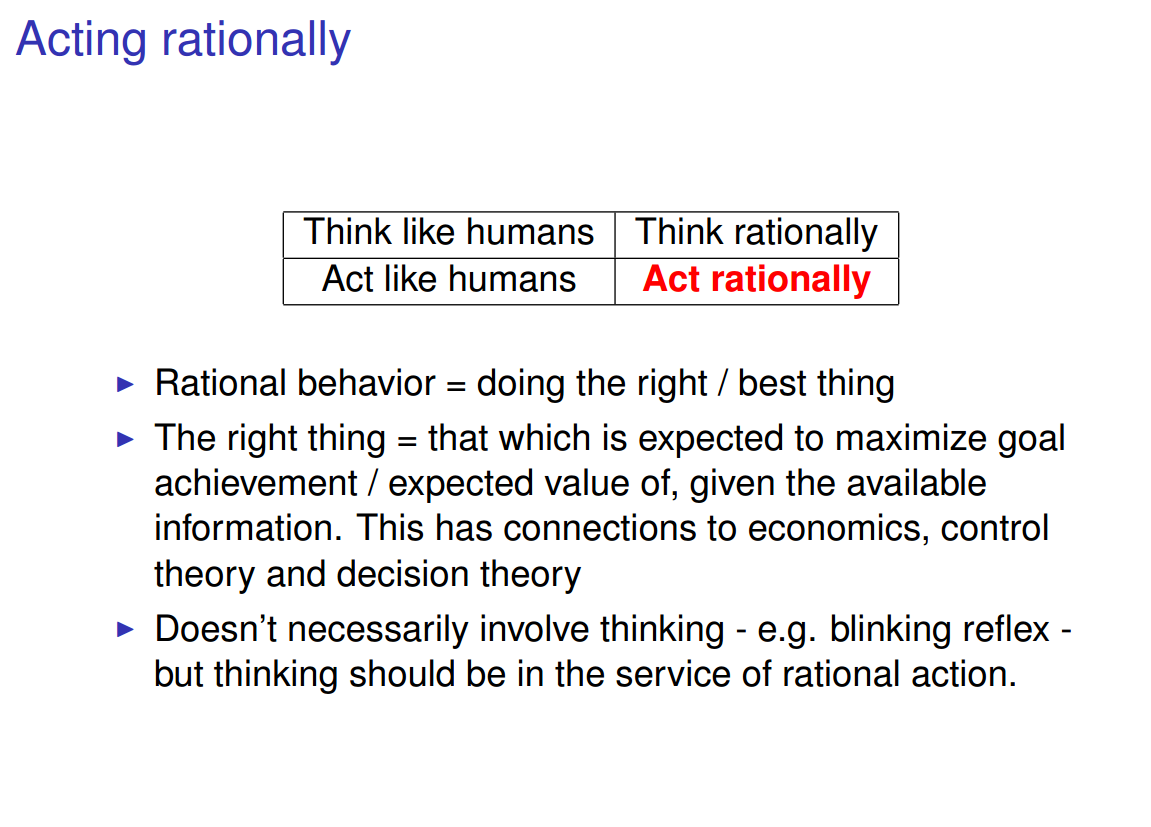 Acting rationally
Think like humans Think rationally
Act like humans Act rationally
Rational behavior = doing the right / best thing
The right thing = that which is expected to maximize goal
achievement / expected value of, given the available
information. This has connections to economics, control
theory and decision theory
Doesn't necessarily involve thinking - e.g. blinking reflex -
but thinking should be in the service of rational action.